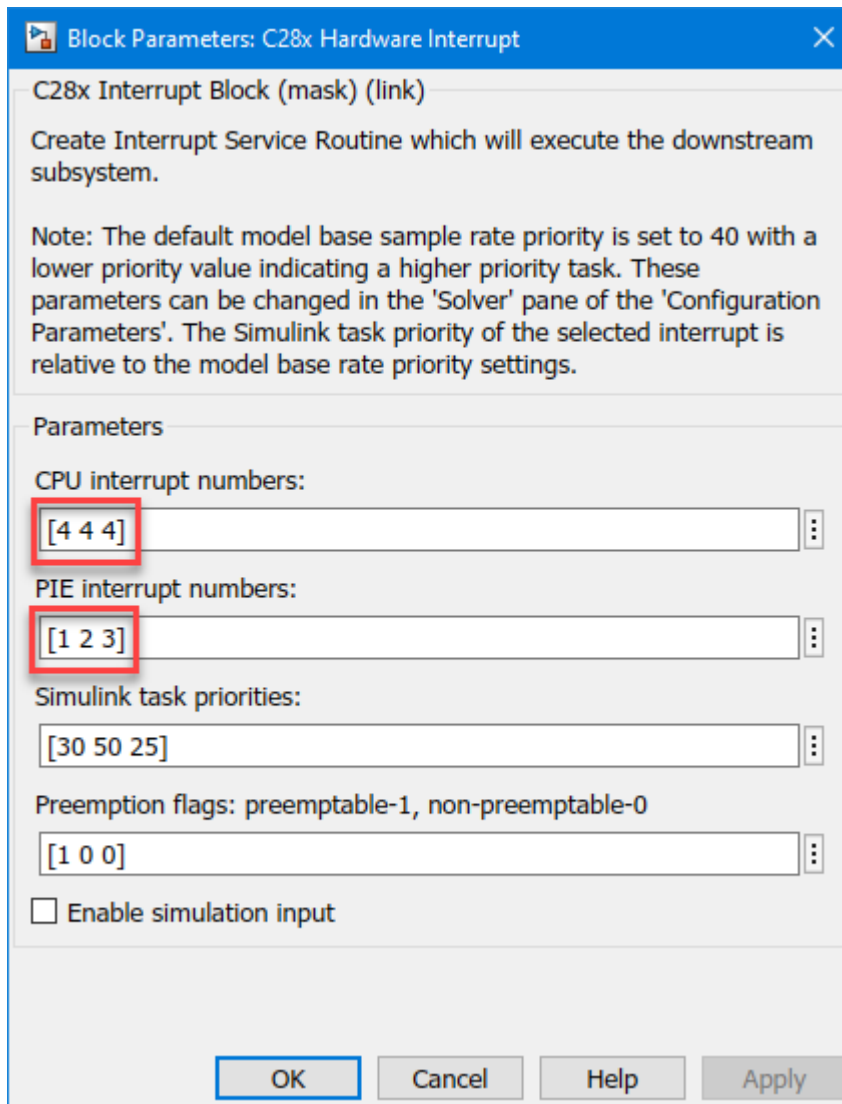 Block Parameters: C28x Hardware Interrupt
C28x Interrupt Block (mask) (link)
Create Interrupt Service Routine which will execute the downstream
subsystem.
Note: The default model base sample rate priority is set to 40 with a
lower priority value indicating a higher priority task. These
parameters can be changed in the 'Solver' pane of the 'Configuration
Parameters'. The Simulink task priority of the selected interrupt is
relative to the model base rate priority settings.
Parameters
CPU interrupt numbers:
[4 4 4]
PIE interrupt numbers:
[1 2 3]
Simulink task priorities:
[30 50 25]
Preemption flags: preemptable-1, non-preemptable-0
[1 0 0]
Enable simulation input
OK Cancel Help Apply